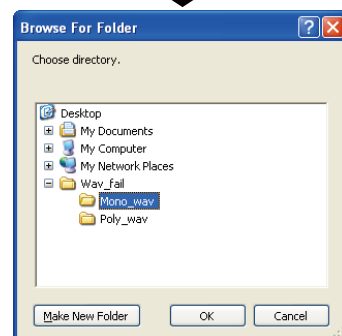 Browse For Folder
Choose directory.
Desktop
My Documents
My Computer
My Network Places
Wav_fail
Mono_wav
Poly_wav
Make New Folder
OK
Cancel